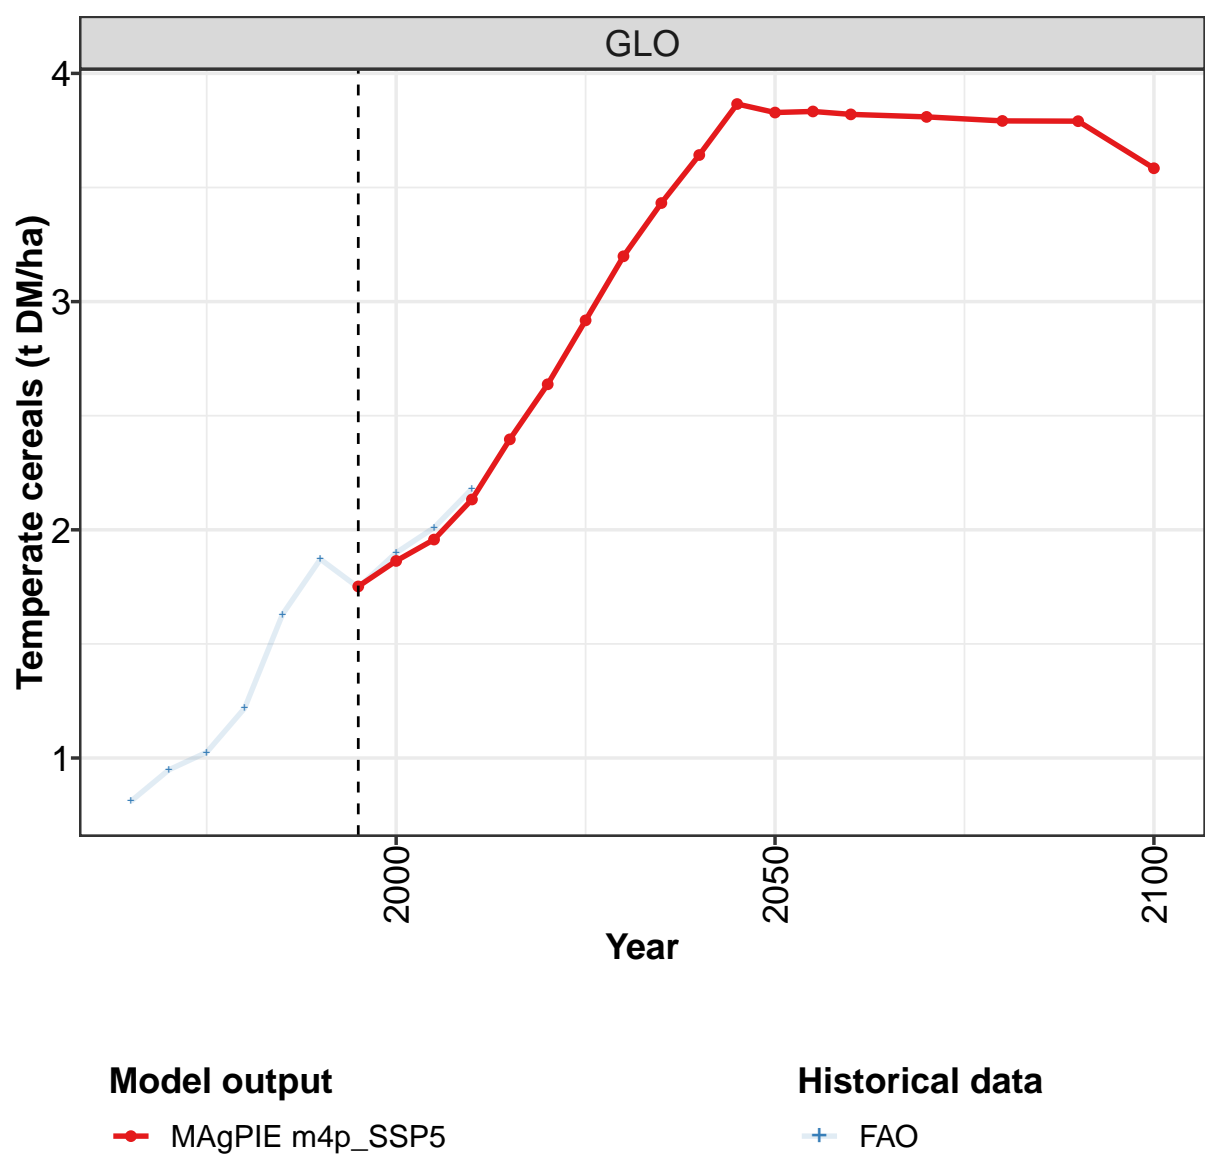 GLO
4
3
2
1
Temperate cereals (t DM/ha)
2000
2050
2100
Year
Model output
MAgPIE m4p_SSP5
Historical data
FAO